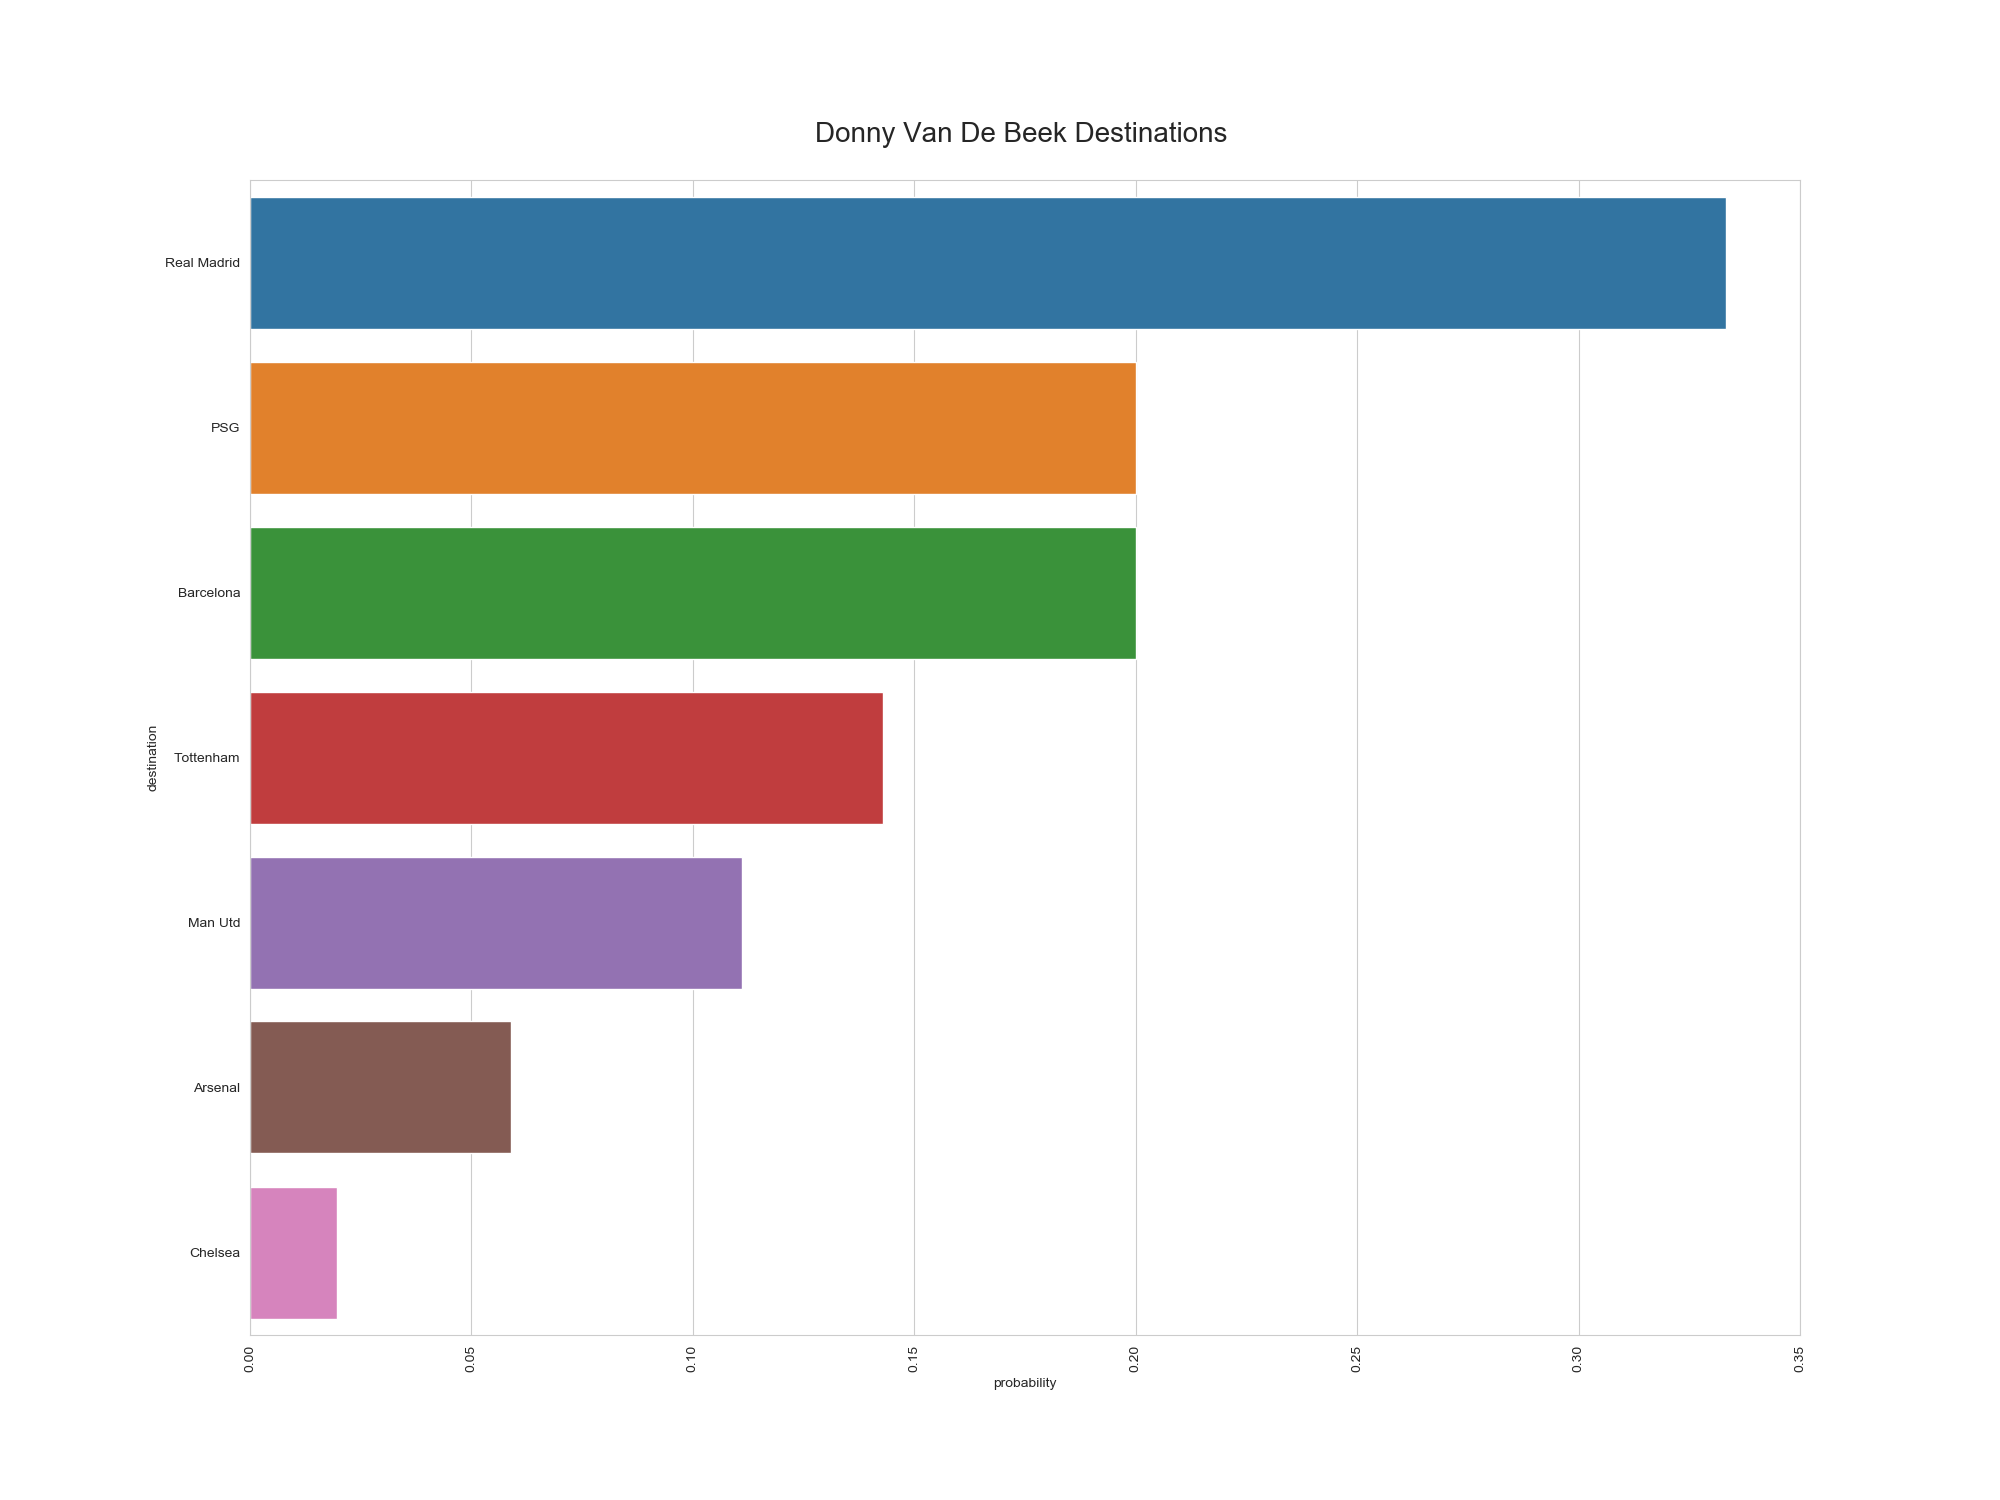 Donny Van De Beek Destinations
Real Madrid
PSG
Barcelona
Tottenham
Man Utd
Arsenal
Chelsea
destination
0.00
0.05
0.10
0.15
0.20
0.25
0.30
0.35
probability